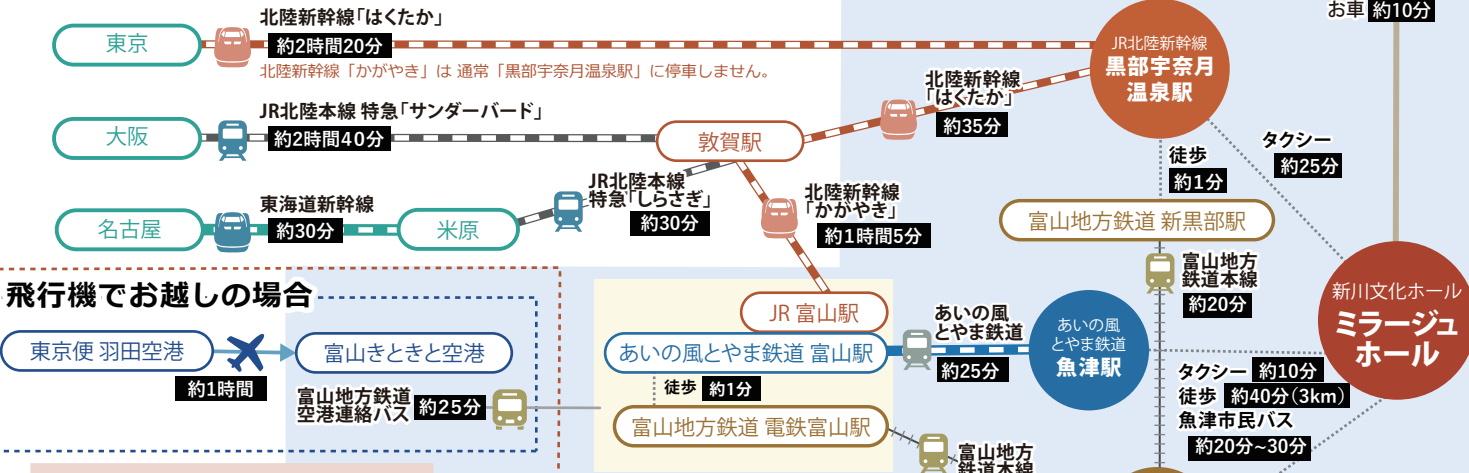 お車 約10分
北陸新幹線「はくたか」
東京
約2時間20分
北陸新幹線「かがやき」は 通常「黒部宇奈月温泉駅」に停車しません。
JR北陸新幹線
黒部宇奈月
温泉駅
北陸新幹線
「はくたか」
約35分
JR北陸本線 特急「サンダーバード」
大阪
約2時間40分
敦賀駅
徒歩
約1分
タクシー
約25分
JR北陸本線
特急「しらさぎ」
約30分
東海道新幹線
名古屋
約30分
米原
北陸新幹線
「かがやき」
約1時間5分
富山地方鉄道 新黒部駅
富山地方
鉄道本線
約20分
新川文化ホール
ミラージュ
ホール
飛行機でお越しの場合
JR 富山駅
東京便 羽田空港
約1時間
富山きときと空港
あいの風とやま鉄道 富山駅
あいの風
とやま鉄道
約25分
あいの風
とやま鉄道
魚津駅
富山地方鉄道
空港連絡バス
約25分
徒歩 約1分
富山地方鉄道 電鉄富山駅
タクシー 約10分
徒歩 約40分(3km)
魚津市民バス
約20分~30分
富山地方
鉄道本線